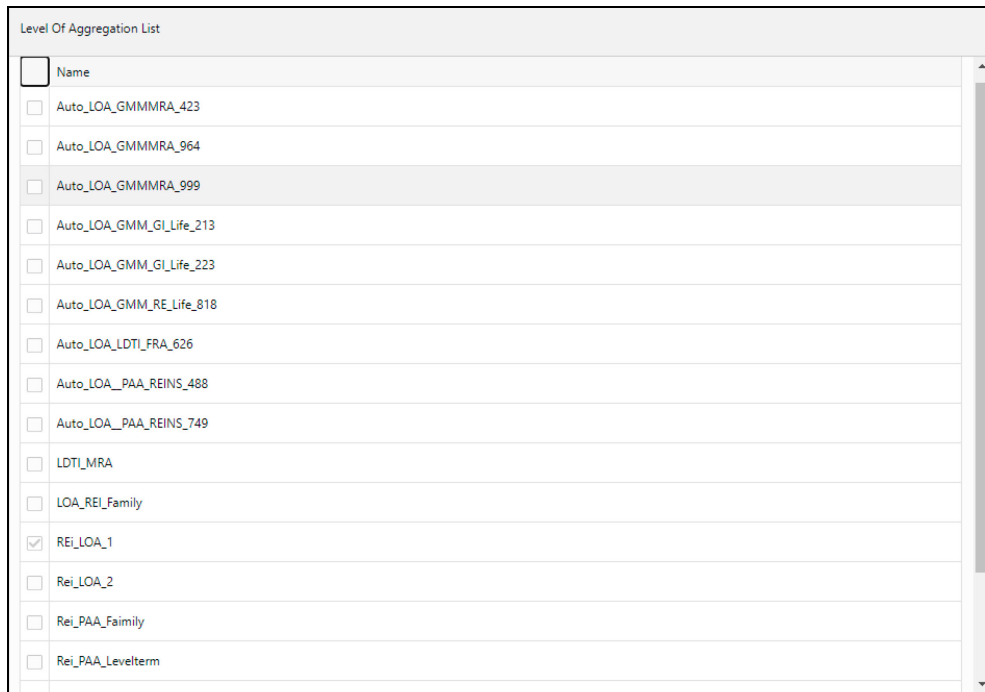 Level Of Aggregation List
Name
Auto_LOA_GMMMRA_423
Auto_LOA_GMMMRA_964
Auto_LOA_GMMMRA_999
Auto_LOA_GMM_GI_Life_213
Auto_LOA_GMM_GI_Life_223
Auto_LOA_GMM_RE_Life_818
Auto_LOA_LDTI_FRA_626
Auto_LOA__PAA_REINS_488
Auto_LOA__PAA_REINS_749
LDTI_MRA
LOA_REI_Family
REi_LOA_1
Rei_LOA_2
Rei_PAA_Faimily
Rei_PAA_Levelterm